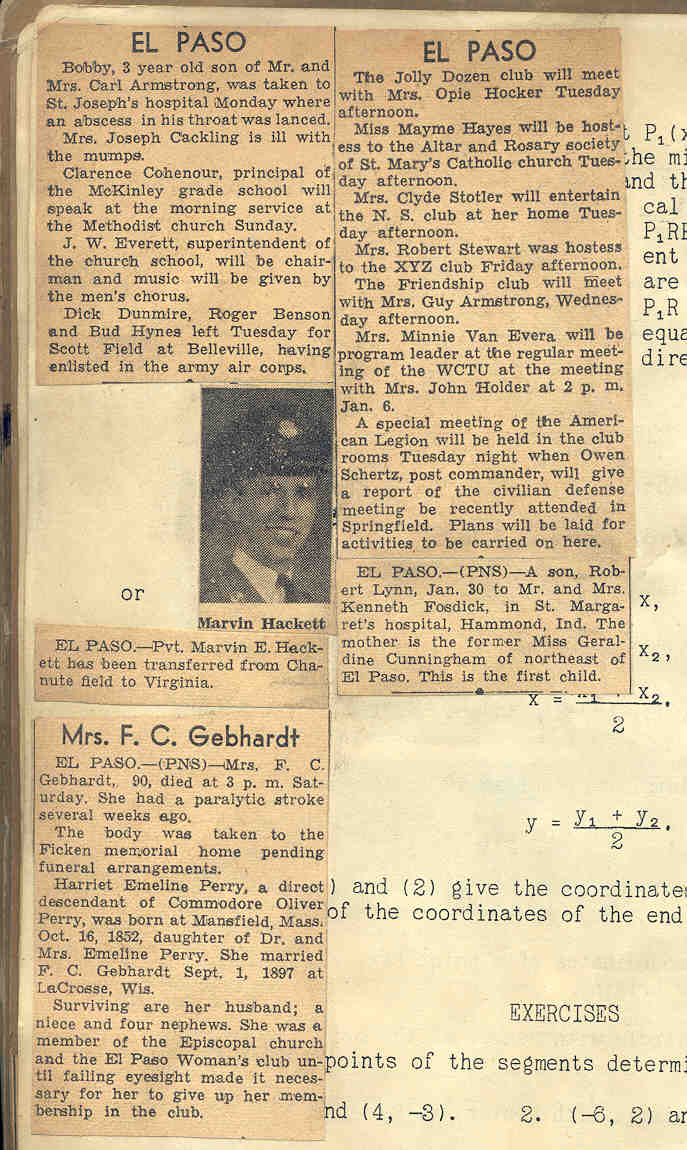 EL PASO
Bobby, 3 year old son of Mr. and
Mrs. Carl Armstrong, was taken to
St. Joseph's hospital Monday where
an abscess in his throat was lanced.
Mrs. Joseph Cackling is ill with
the mumps.
Clarence Cohenour, principal of
the McKinley grade school will
speak at the morning service at
the Methodist church Sunday.
J. W. Everett, superintendent of
the church school, will be chair-
man and music will be given by
the men's chorus.
Dick Dunmire, Roger Benson
and Bud Hynes left Tuesday for
Scott Field at Belleville, having
enlisted in the army air corps.
or
Marvin Hackett
EL PASO.—Pvt. Marvin E. Hack-
ett has been transferred from Cha-
nute field to Virginia.
Mrs. F. C. Gebhardt
EL PASO.—(PNS)—Mrs. F. C.
Gebhardt, 90, died at 3 p. m. Sat-
urday. She had a paralytic stroke
several weeks ago.
The body was taken to the
Ficken memorial home pending
funeral arrangements.
Harriet Emeline Perry, a direct
descendant of Commodore Oliver
Perry, was born at Mansfield, Mass.
Oct. 16, 1852, daughter of Dr. and
Mrs. Emeline Perry. She married
F. C. Gebhardt Sept. 1, 1897 at
LaCrosse, Wis.
Surviving are her husband; a
niece and four nephews. She was a
member of the Episcopal church
and the El Paso Woman's club un-
til failing eyesight made it neces-
sary for her to give up her mem-
bership in the club.
EL PASO
The Jolly Dozen club will meet
with Mrs. Opie Hocker Tuesday
afternoon.
Miss Mayme Hayes will be host-
ess to the Altar and Rosary society
of St. Mary's Catholic church Tues-
day afternoon.
Mrs. Clyde Stotler will entertain
the N. S. club at her home Tues-
day afternoon.
Mrs. Robert Stewart was hostess
to the XYZ club Friday afternoon.
The Friendship club will meet
with Mrs. Guy Armstrong, Wednes-
day afternoon.
Mrs. Minnie Van Evera will be
program leader at the regular meet-
ing of the WCTU at the meeting
with Mrs. John Holder at 2 p. m.
Jan. 6.
A special meeting of the Ameri-
can Legion will be held in the club
rooms Tuesday night when Owen
Schertz, post commander, will give
a report of the civilian defense
meeting be recently attended in
Springfield. Plans will be laid for
activities to be carried on here.
EL PASO.—(PNS)—A son, Rob-
ert Lynn, Jan. 30 to Mr. and Mrs.
Kenneth Fosdick, in St. Marga-
ret's hospital, Hammond, Ind. The
mother is the former Miss Geral-
dine Cunningham of northeast of
El Paso. This is the first child.
P₁(x
the mi
and th
cal
P₁RE
ent
are
P₁R
equa
dire
x,
x₂,
x = x₁ x₂.
2
y = y₁ + y₂.
2
) and (2) give the coordinates
of the coordinates of the end
EXERCISES
points of the segments determi
nd (4, -3). 2. (-6, 2) an